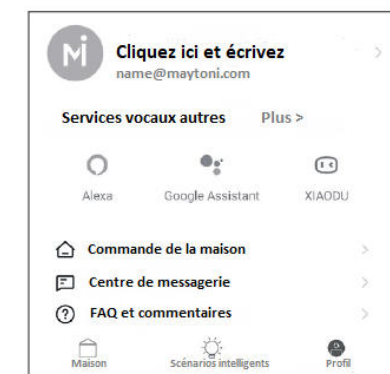 Mi
Cliquez ici et écrivez
name@maytoni.com
Services vocaux autres Plus >
Alexa Google Assistant XIAODU
Commande de la maison
Centre de messagerie
FAQ et commentaires
Maison Scénarios intelligents Profil